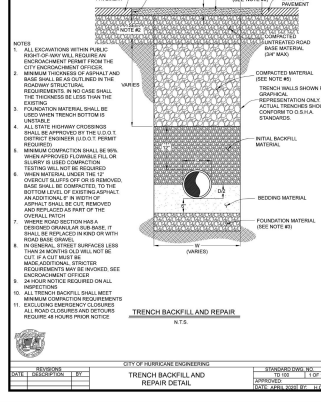 PAVEMENT
NOTE #2
COMPACTED
UNTREATED ROAD
BASE MATERIAL
(3/4" MAX)
NOTES
1. ALL EXCAVATIONS WITHIN PUBLIC
RIGHT-OF-WAY WILL REQUIRE AN
ENCROACHMENT PERMIT FROM THE
CITY ENCROACHMENT OFFICER.
2. MINIMUM THICKNESS OF ASPHALT AND
BASE SHALL BE AS OUTLINED IN THE
ROADWAY STRUCTURAL
REQUIREMENTS. IN NO CASE SHALL
THE THICKNESS BE LESS THAN THE
EXISTING
3. FOUNDATION MATERIAL SHALL BE
USED WHEN TRENCH BOTTOM IS
UNSTABLE
4. ALL STATE HIGHWAY CROSSINGS
SHALL BE APPROVED BY THE U.D.O.T.
DISTRICT ENGINEER (U.D.O.T. PERMIT
REQUIRED)
5. MINIMUM COMPACTION SHALL BE 95%.
WHEN APPROVED FLOWABLE FILL OR
SLURRY IS USED COMPACTION
TESTING WILL NOT BE REQUIRED
6. WHEN MATERIAL UNDER THE 12"
OVERCUT SLUFFS OFF OR IS REMOVED,
BASE SHALL BE COMPACTED, TO THE
BOTTOM LEVEL OF EXISTING ASPHALT.
AN ADDITIONAL 6" IN WIDTH OF
ASPHALT SHALL BE CUT, REMOVED
AND REPLACED AS PART OF THE
OVERALL PATCH
7. WHERE ROAD SECTION HAS A
DESIGNED GRANULAR SUB-BASE, IT
SHALL BE REPLACED IN KIND OR WITH
ROAD BASE GRAVEL
8. IN GENERAL, STREET SURFACES LESS
THAN 24 MONTHS OLD WILL NOT BE
CUT. IF A CUT MUST BE
MADE,ADDITIONAL, STRICTER
REQUIREMENTS MAY BE INVOKED, SEE
ENCROACHMENT OFFICER
9. 24 HOUR NOTICE REQUIRED ON ALL
INSPECTIONS
10. ALL TRENCH BACKFILL SHALL MEET
MINIMUM COMPACTION REQUIREMENTS
11. EXCLUDING EMERGENCY CLOSURES
ALL ROAD CLOSURES AND DETOURS
REQUIRE 48 HOURS PRIOR NOTICE
VARIES
COMPACTED MATERIAL
(SEE NOTE #5)
TRENCH WALLS SHOWN
GRAPHICAL
REPRESENTATION ONLY
ACTUAL TRENCHES SHO
CONFORM TO O.S.H.A.
STANDARDS.
INITIAL BACKFILL
MATERIAL
D/2
BEDDING MATERIAL
FOUNDATION MATERIAL
(SEE NOTE #3)
W
(VARIES)
TRENCH BACKFILL AND REPAIR
N.T.S.
CITY OF HURRICANE ENGINEERING
REVISIONS
DATE DESCRIPTION BY
TRENCH BACKFILL AND
REPAIR DETAIL
STANDARD DWG. NO.
TD 100 1 OF
APPROVED:
DATE: APRIL 2020 BY: